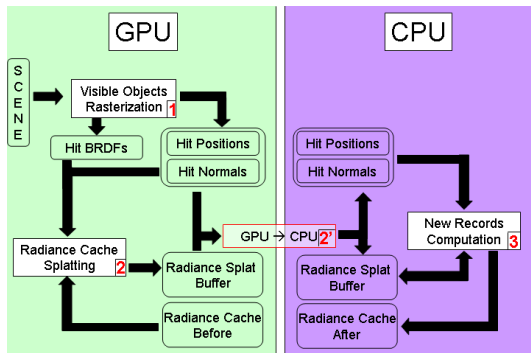 GPU
CPU
SCENE
Visible Objects
Rasterization 1
Hit BRDFs
Hit Positions
Hit Normals
Hit Positions
Hit Normals
GPU → CPU 2'
New Records
Computation 3
Radiance Cache
Splatting 2
Radiance Splat
Buffer
Radiance Splat
Buffer
Radiance Cache
Before
Radiance Cache
After